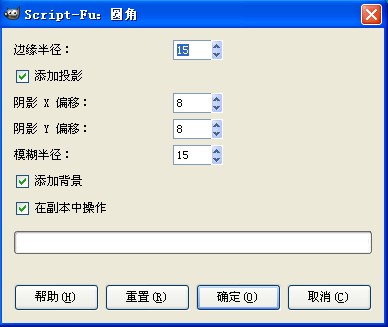 Script-Fu: 圆角
边缘半径： 15
添加投影
阴影 X 偏移： 8
阴影 Y 偏移： 8
模糊半径： 15
添加背景
在副本中操作
帮助(H) 重置(R) 确定(O) 取消(C)